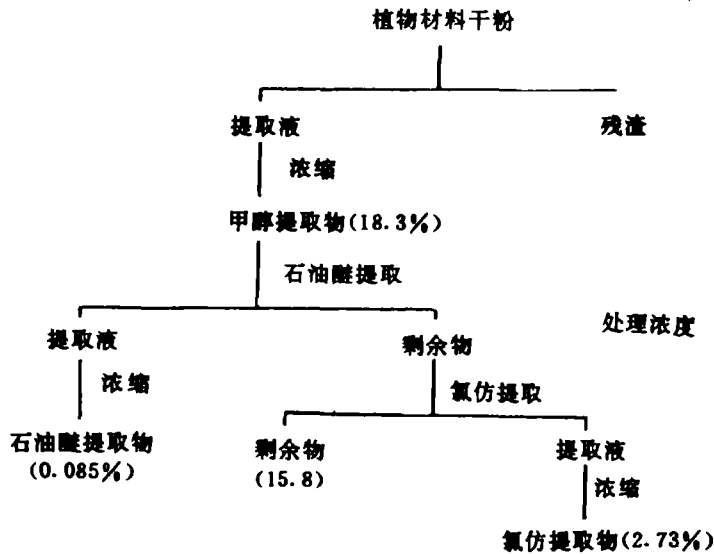 植物材料干粉
提取液
残渣
浓缩
甲醇提取物(18.3%)
石油醚提取
处理浓度
提取液
剩余物
浓缩
氯仿提取
石油醚提取物
(0.085%)
剩余物
(15.8)
提取液
浓缩
氯仿提取物(2.73%)